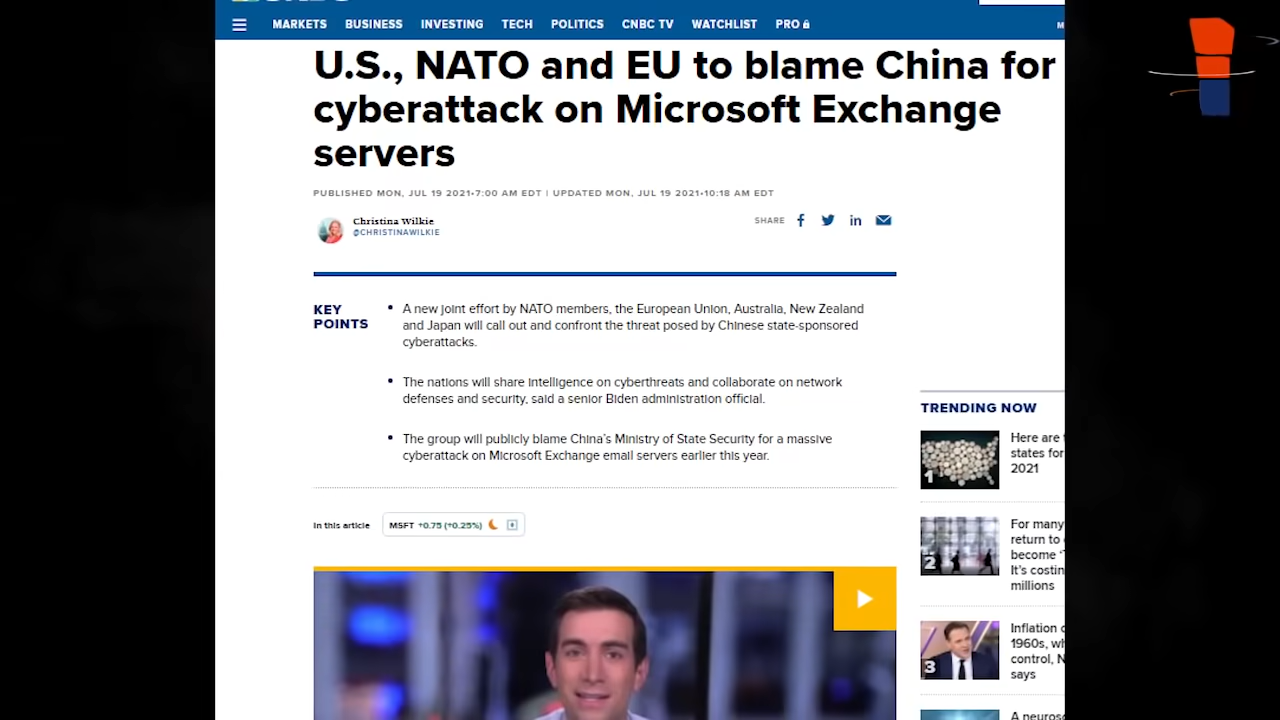 MARKETS BUSINESS INVESTING TECH POLITICS CNBC TV WATCHLIST PRO
U.S., NATO and EU to blame China for
cyberattack on Microsoft Exchange
servers
PUBLISHED MON, JUL 19 2021•7:00 AM EDT | UPDATED MON, JUL 19 2021•10:18 AM EDT
Christina Wilkie
@CHRISTINAWILKIE
SHARE
KEY
POINTS
• A new joint effort by NATO members, the European Union, Australia, New Zealand
and Japan will call out and confront the threat posed by Chinese state-sponsored
cyberattacks.
• The nations will share intelligence on cyberthreats and collaborate on network
defenses and security, said a senior Biden administration official.
• The group will publicly blame China's Ministry of State Security for a massive
cyberattack on Microsoft Exchange email servers earlier this year.
In this article
MSFT +0.75 (+0.25%)
TRENDING NOW
1
Here are
states for
2021
2
For many
return to
become
It's costin
millions
3
Inflation
1960s, wh
control, N
says
A neuros